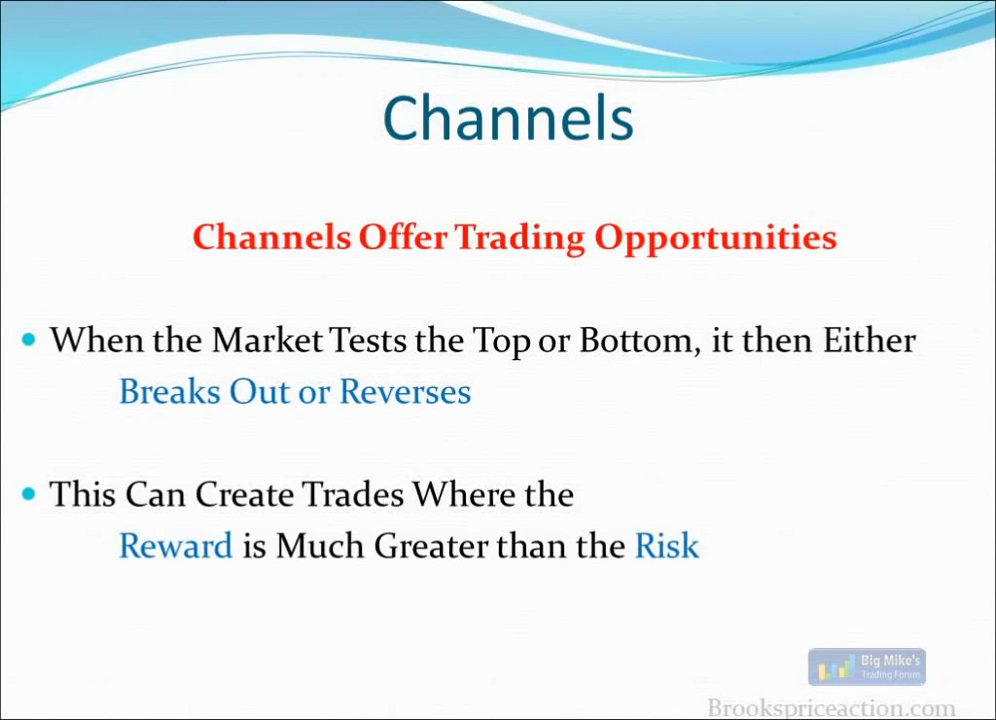 Channels
Channels Offer Trading Opportunities
• When the Market Tests the Top or Bottom, it then Either
Breaks Out or Reverses
• This Can Create Trades Where the
Reward is Much Greater than the Risk
Big Mike's
Trading Forum
Brookspriceaction.com